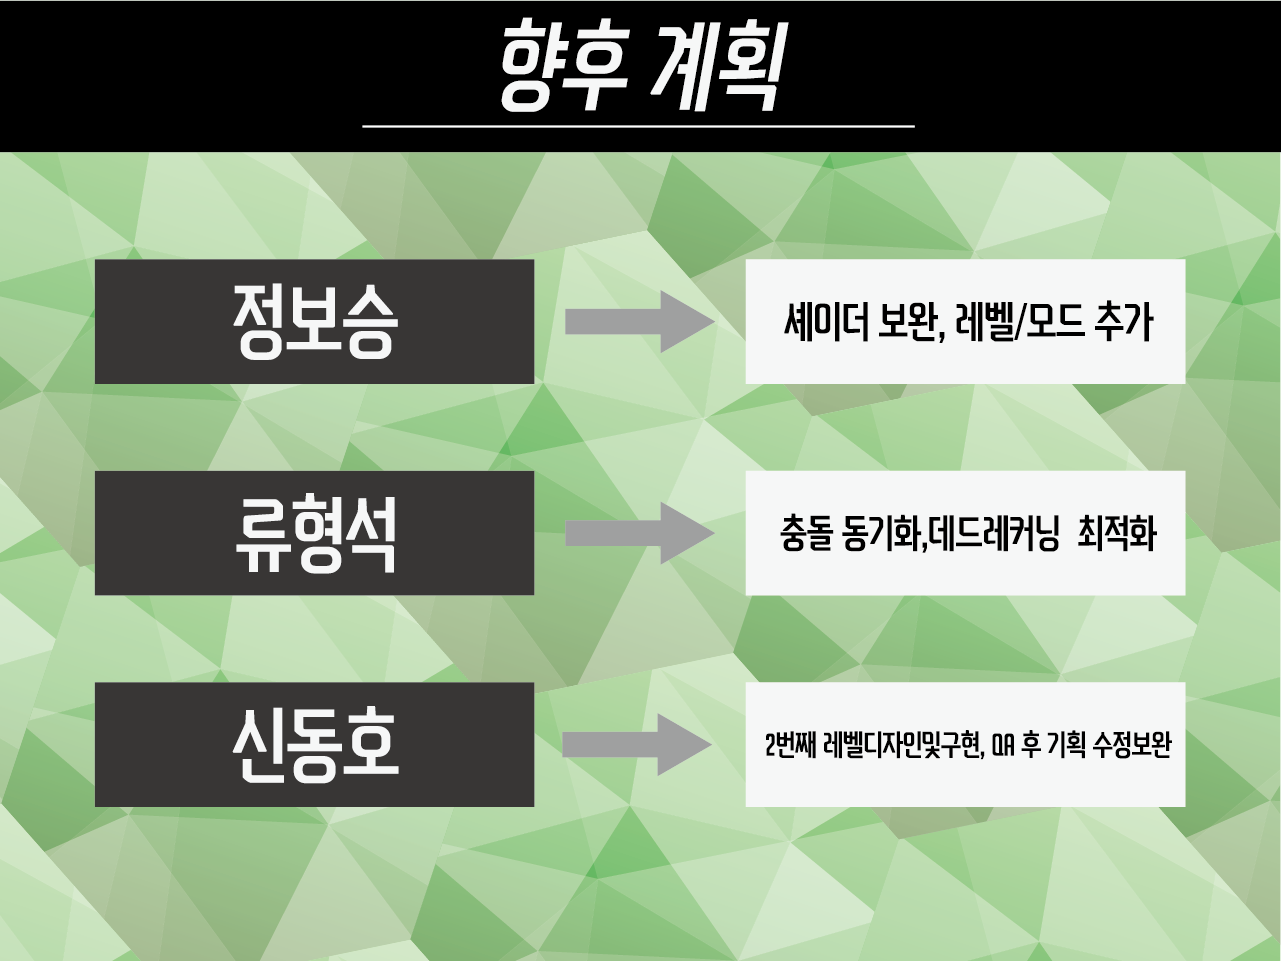 향후 계획
정보승
셰이더 보완, 레벨/모드 추가
류형석
충돌 동기화,데드레커닝 최적화
신동호
2번째 레벨디자인및구현, QA 후 기획 수정보완